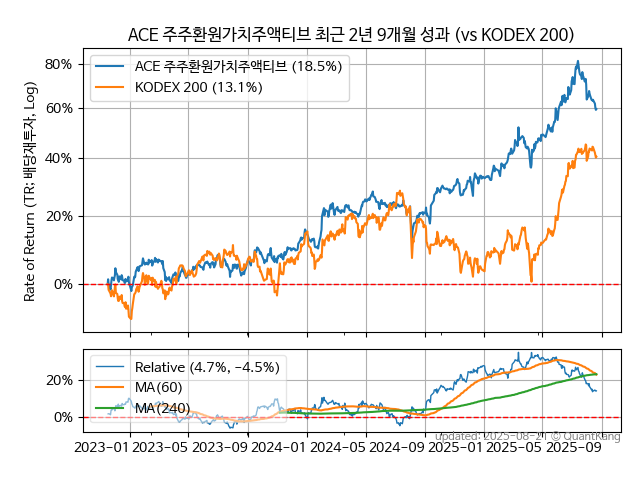 ACE 주주환원가치주액티브 최근 2년 9개월 성과 (vs KODEX 200)
Rate of Return (TR: 배당재투자, Log)
80%
60%
40%
20%
0%
ACE 주주환원가치주액티브 (18.5%)
KODEX 200 (13.1%)
20%
0%
Relative (4.7%, −4.5%)
MA(60)
MA(240)
2023−01 2023−05 2023−09 2024−01 2024−05 2024−09 2025−01 2025−05 2025−09
updated: 2025−08−21 © QuantKang